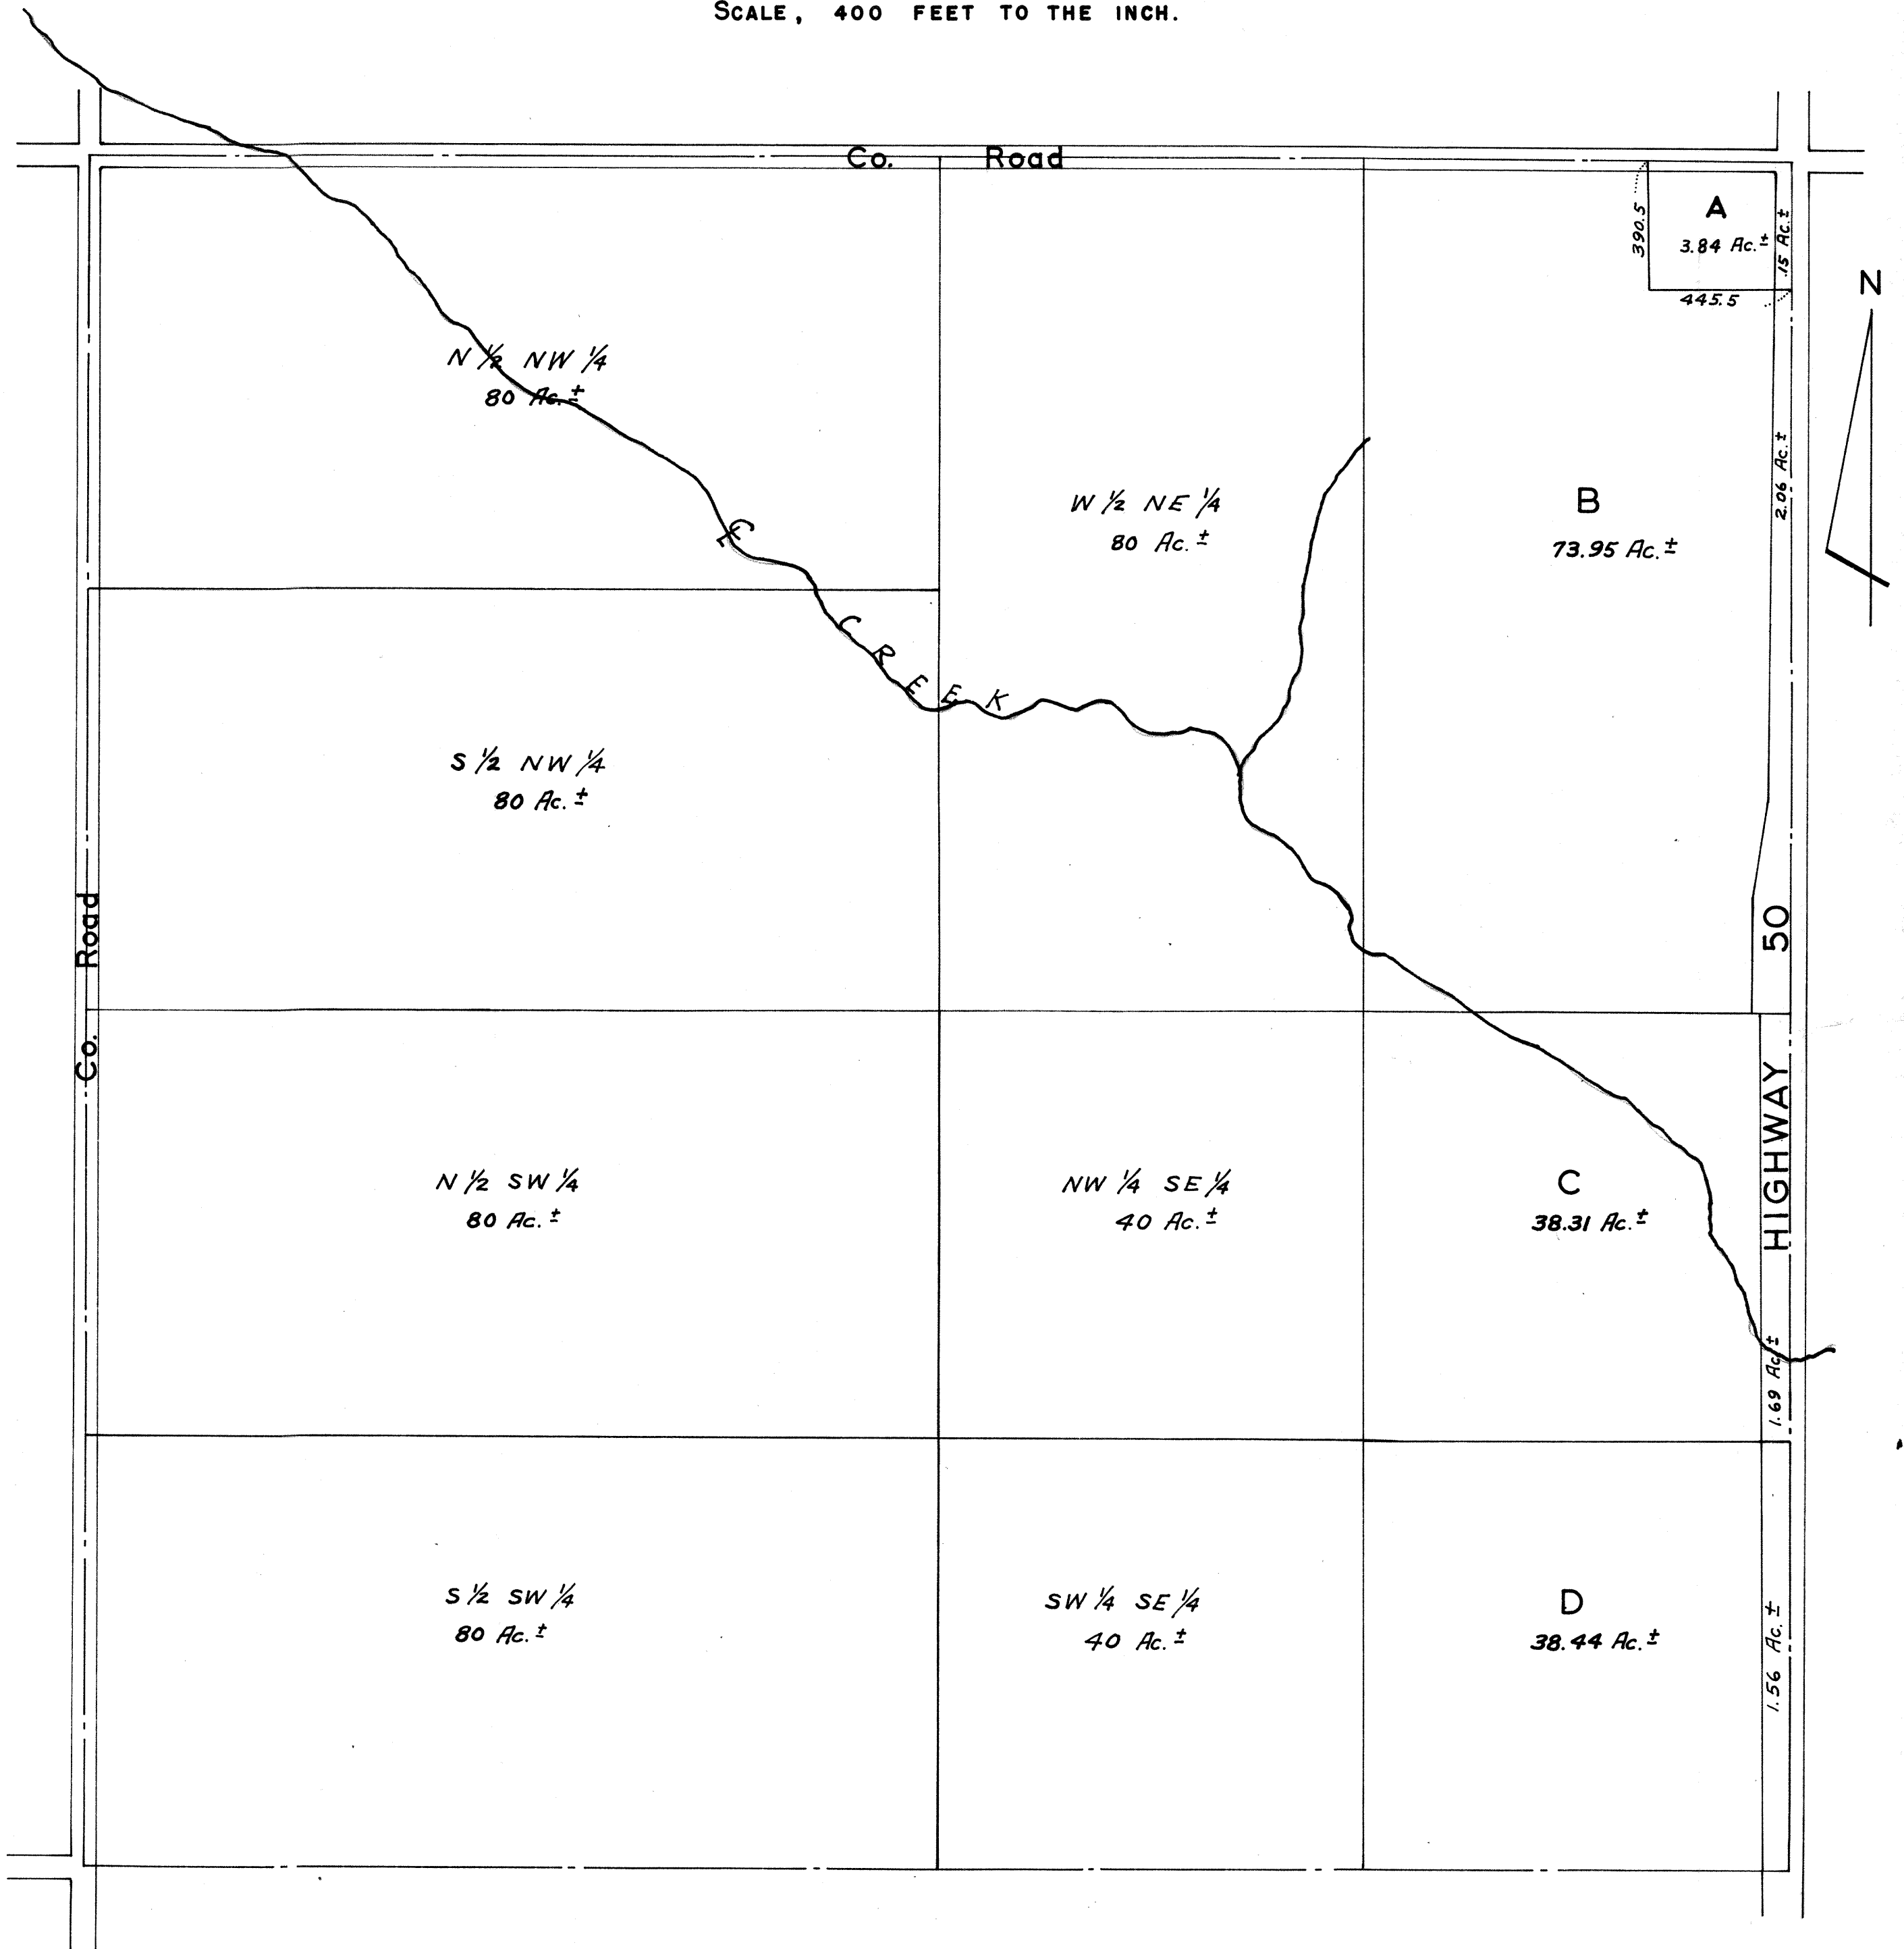 SCALE, 400 FEET TO THE INCH.
Co. Road
A
3.84 Ac.±
390.5
445.5
.15 Ac.±
N
N ½ NW ¼
80 Ac.±
W ½ NE ¼
80 Ac.±
B
73.95 Ac.±
2.06 Ac.±
CREEK
S ½ NW ¼
80 Ac.±
Co. Road
HIGHWAY 50
N ½ SW ¼
80 Ac.±
NW ¼ SE ¼
40 Ac.±
C
38.31 Ac.±
1.69 Ac.±
S ½ SW ¼
80 Ac.±
SW ¼ SE ¼
40 Ac.±
D
38.44 Ac.±
1.56 Ac.±